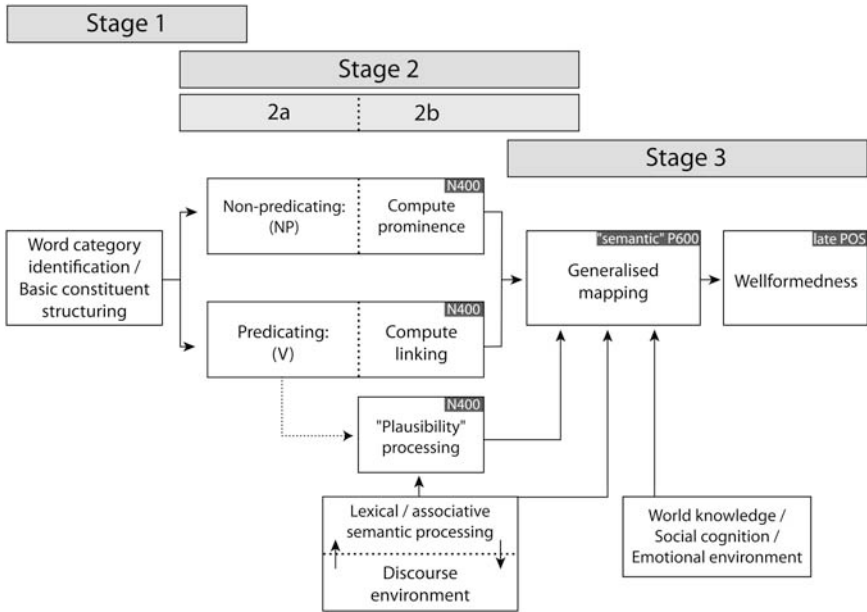 Stage 1
Stage 2
2a
2b
Stage 3
Non-predicating:
(NP)
N400
Compute
prominence
Word category
identification /
Basic constituent
structuring
"semantic" P600
Generalised
mapping
late POS
Wellformedness
Predicating:
(V)
N400
Compute
linking
N400
"Plausibility"
processing
Lexical / associative
semantic processing
Discourse
environment
World knowledge /
Social cognition /
Emotional environment